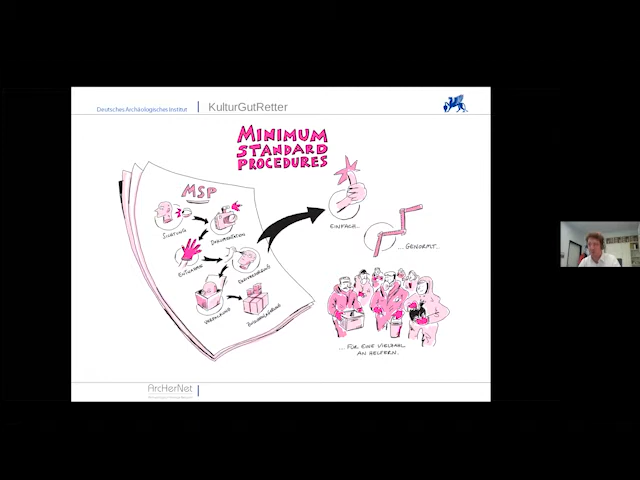 Deutsches Archäologisches Institut
KulturGutRetter
MINIMUM
STANDARD
PROCEDURES
MSP
SICHTUNG
DOKUMENTATION
ENTNAHME
VERPACKUNG
EINFACH...
...GENORMT...
...FÜR EINE VIELZAHL
AN HELFERN.
ArcHerNet